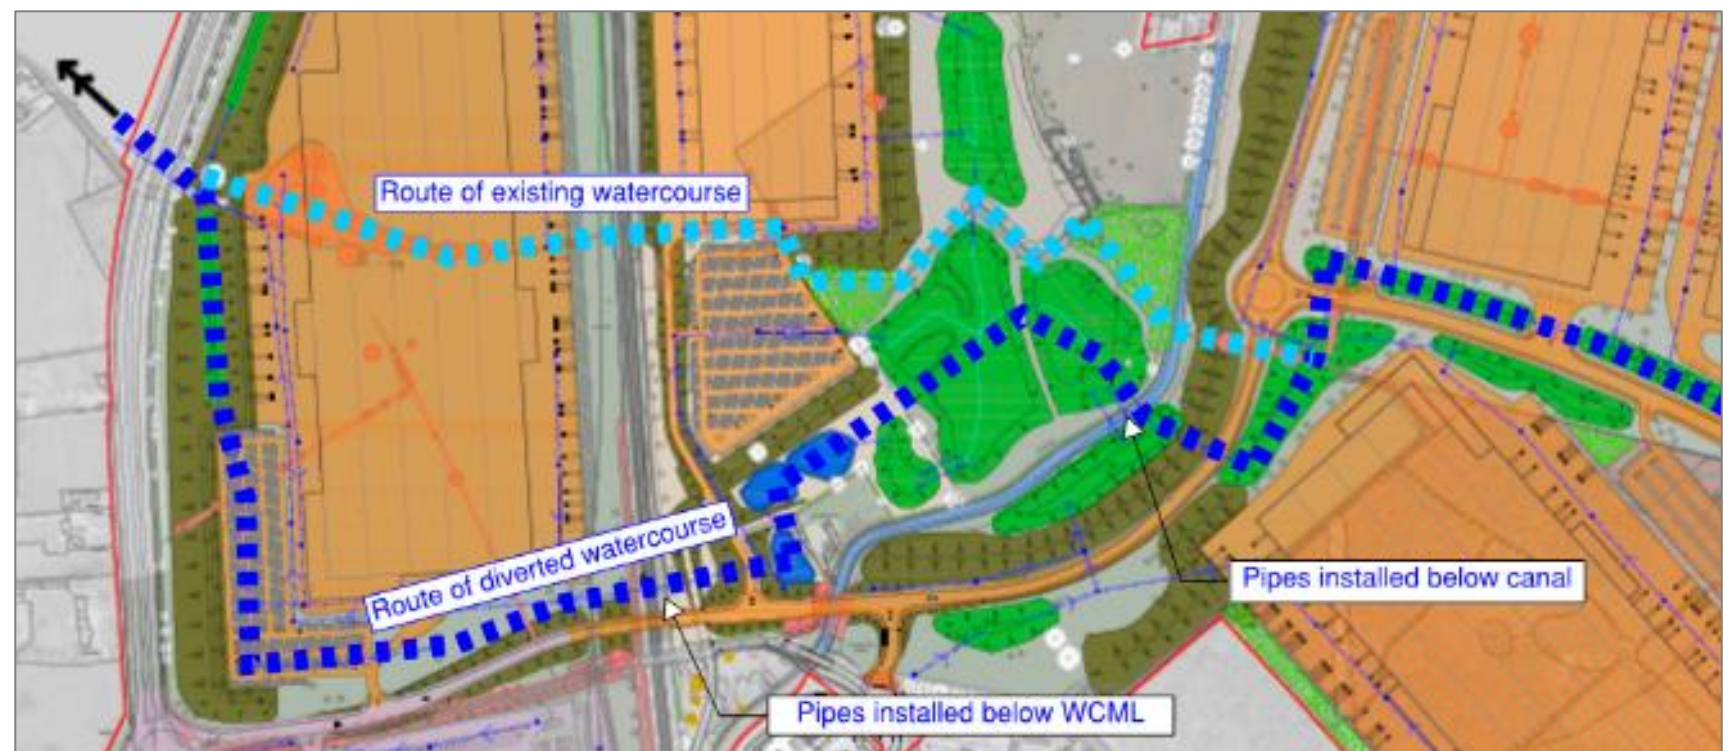 Route of existing watercourse
Route of diverted watercourse
Pipes installed below canal
Pipes installed below WCML